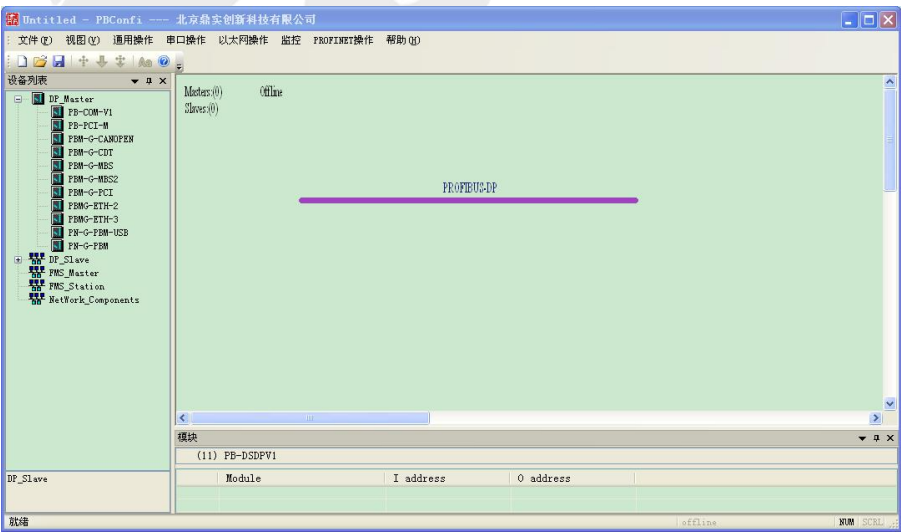 Untitled - PBConfi --- 北京鼎实创新科技有限公司
文件(F) 视图(V) 通用操作 串口操作 以太网操作 监控 PROFINET操作 帮助(H)
设备列表
DP_Master
PB-COM-V1
PB-PCI-M
PBM-G-CANOPEN
PBM-G-CDT
PBM-G-MBS
PBM-G-MBS2
PBM-G-PCI
PBMG-ETH-2
PBMG-ETH-3
PN-G-PBM-USB
PN-G-PBM
DP_Slave
FMS_Master
FMS_Station
NetWork_Components
DP_Slave
Masters:(0) Offline
Slaves:(0)
PROFIBUS-DP
模块
(11) PB-DSDPV1
Module I address O address
就绪 offline NUM SCRL